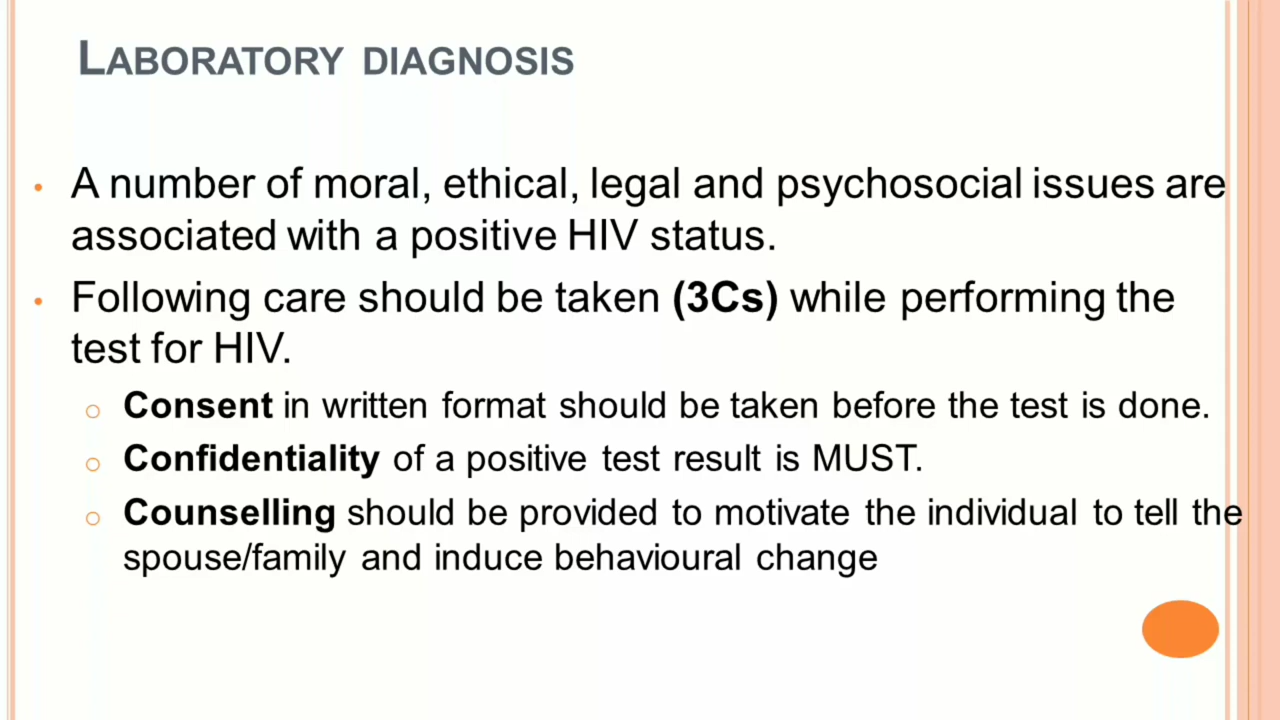 LABORATORY DIAGNOSIS
• A number of moral, ethical, legal and psychosocial issues are
associated with a positive HIV status.
• Following care should be taken (3Cs) while performing the
test for HIV.
o Consent in written format should be taken before the test is done.
o Confidentiality of a positive test result is MUST.
o Counselling should be provided to motivate the individual to tell the
spouse/family and induce behavioural change